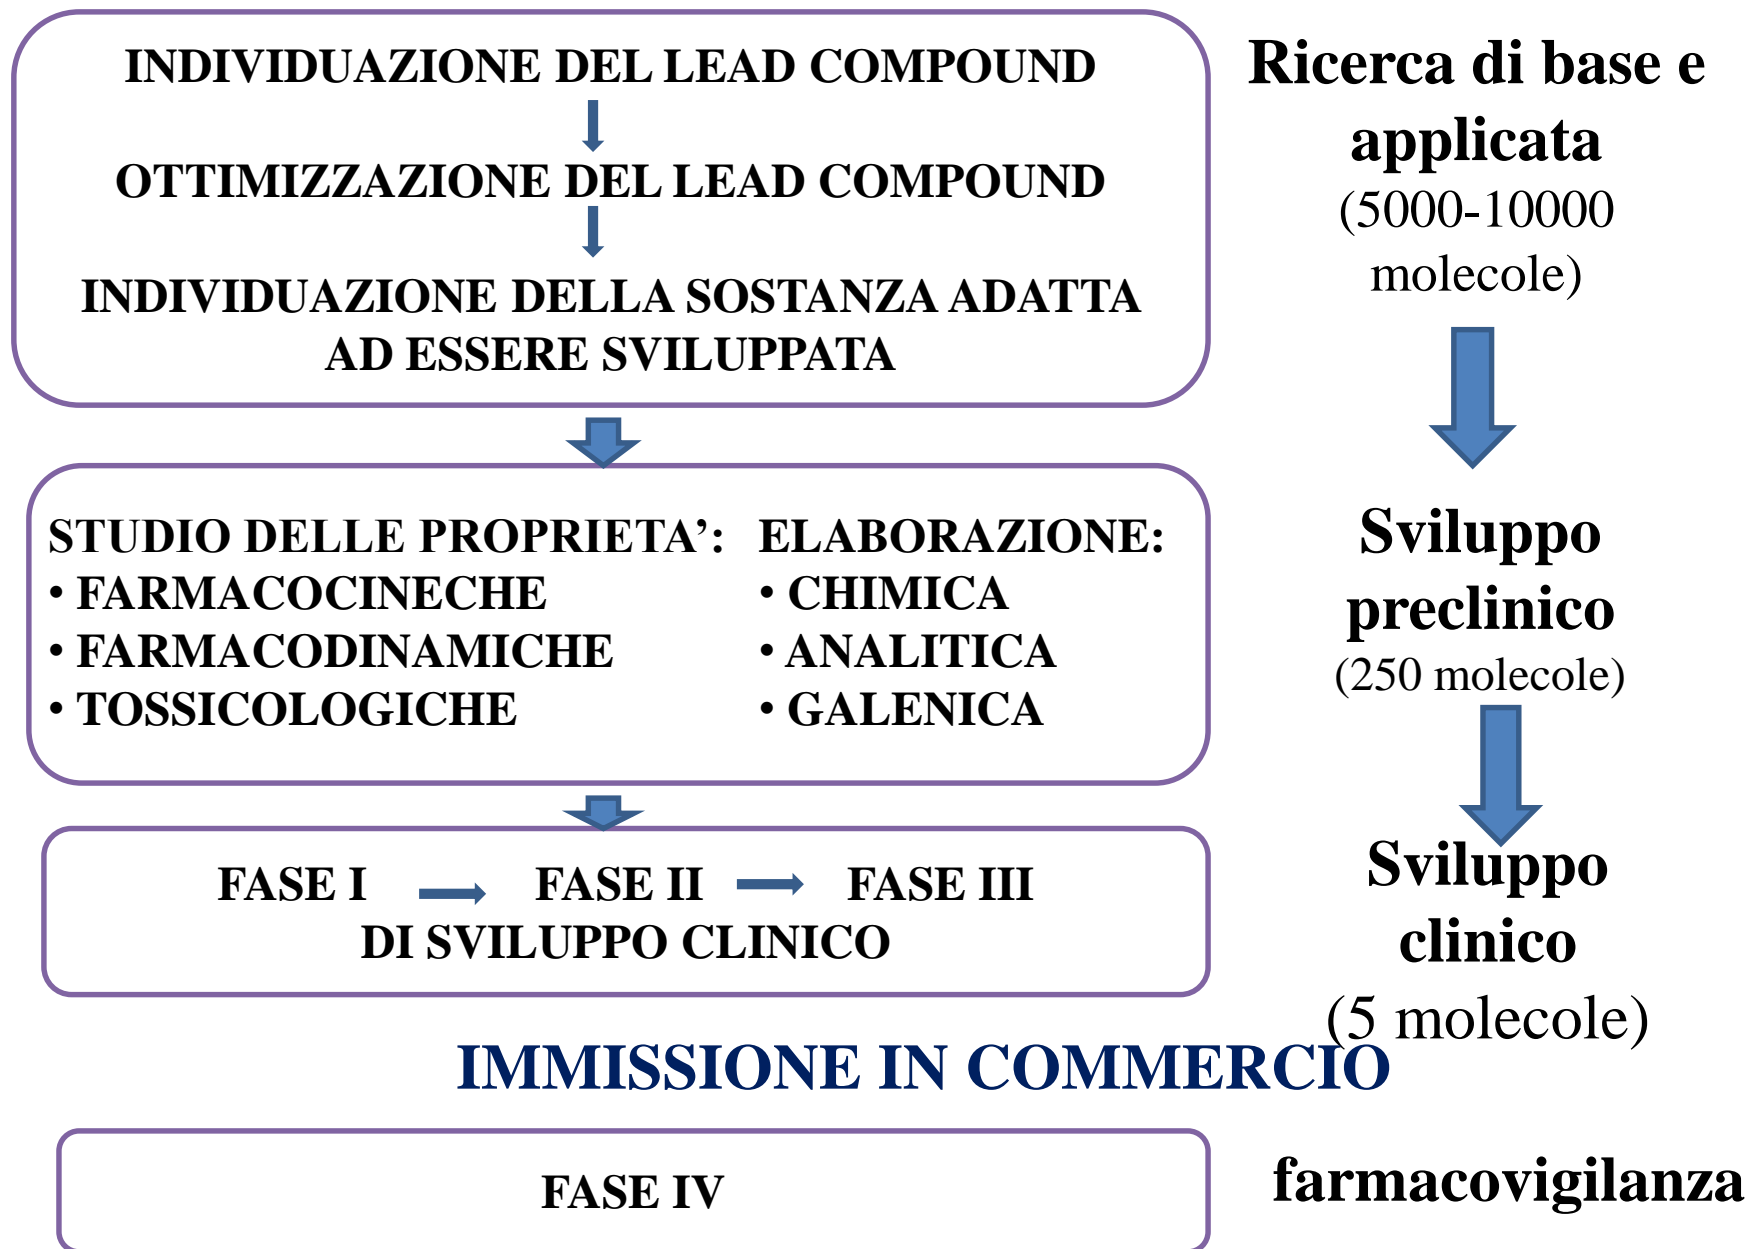 INDIVIDUAZIONE DEL LEAD COMPOUND
OTTIMIZZAZIONE DEL LEAD COMPOUND
INDIVIDUAZIONE DELLA SOSTANZA ADATTA
AD ESSERE SVILUPPATA
Ricerca di base e
applicata
(5000-10000
molecole)
STUDIO DELLE PROPRIETA’:
• FARMACOCINECHE
• FARMACODINAMICHE
• TOSSICOLOGICHE
ELABORAZIONE:
• CHIMICA
• ANALITICA
• GALENICA
Sviluppo
preclinico
(250 molecole)
FASE I FASE II FASE III
DI SVILUPPO CLINICO
Sviluppo
clinico
(5 molecole)
IMMISSIONE IN COMMERCIO
FASE IV
farmacovigilanza